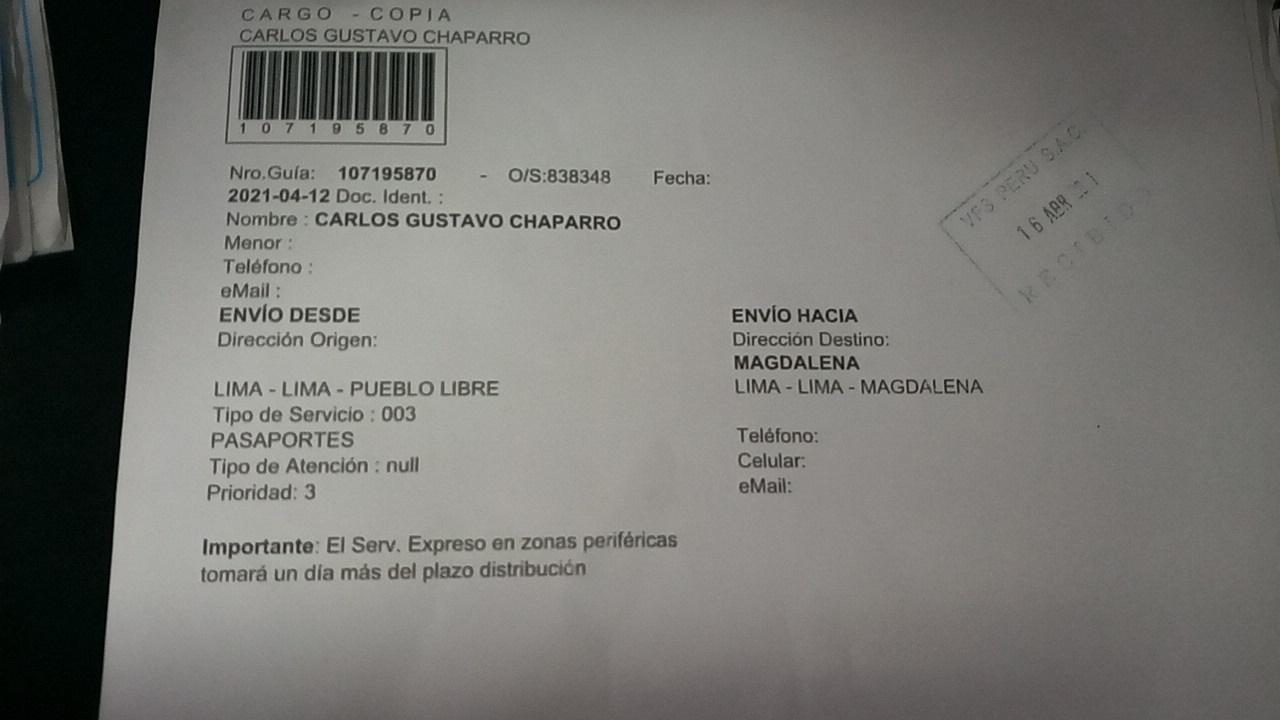 CARGO - COPIA
CARLOS GUSTAVO CHAPARRO
1 0 7 1 9 5 8 7 0
Nro.Guía: 107195870 - O/S:838348 Fecha:
2021-04-12 Doc. Ident. :
Nombre : CARLOS GUSTAVO CHAPARRO
Menor :
Teléfono :
eMail :
ENVÍO DESDE
Dirección Origen:
LIMA - LIMA - PUEBLO LIBRE
Tipo de Servicio : 003
PASAPORTES
Tipo de Atención : null
Prioridad: 3
ENVÍO HACIA
Dirección Destino:
MAGDALENA
LIMA - LIMA - MAGDALENA
Teléfono:
Celular:
eMail:
Importante: El Serv. Expreso en zonas periféricas
tomará un día más del plazo distribución
VFS PERU S.A.C.
16 ABR
RECIBIDO